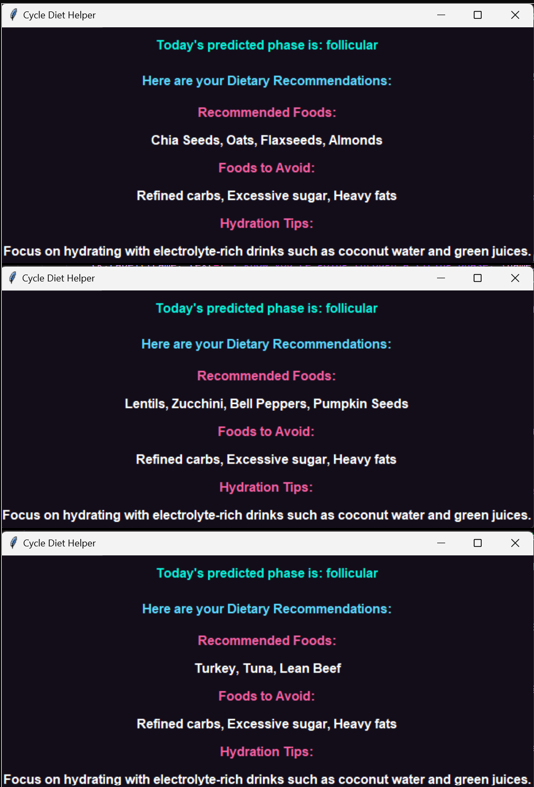 Cycle Diet Helper
Today's predicted phase is: follicular
Here are your Dietary Recommendations:
Recommended Foods:
Chia Seeds, Oats, Flaxseeds, Almonds
Foods to Avoid:
Refined carbs, Excessive sugar, Heavy fats
Hydration Tips:
Focus on hydrating with electrolyte-rich drinks such as coconut water and green juices.
Cycle Diet Helper
Today's predicted phase is: follicular
Here are your Dietary Recommendations:
Recommended Foods:
Lentils, Zucchini, Bell Peppers, Pumpkin Seeds
Foods to Avoid:
Refined carbs, Excessive sugar, Heavy fats
Hydration Tips:
Focus on hydrating with electrolyte-rich drinks such as coconut water and green juices.
Cycle Diet Helper
Today's predicted phase is: follicular
Here are your Dietary Recommendations:
Recommended Foods:
Turkey, Tuna, Lean Beef
Foods to Avoid:
Refined carbs, Excessive sugar, Heavy fats
Hydration Tips:
Focus on hydrating with electrolyte-rich drinks such as coconut water and green juices.